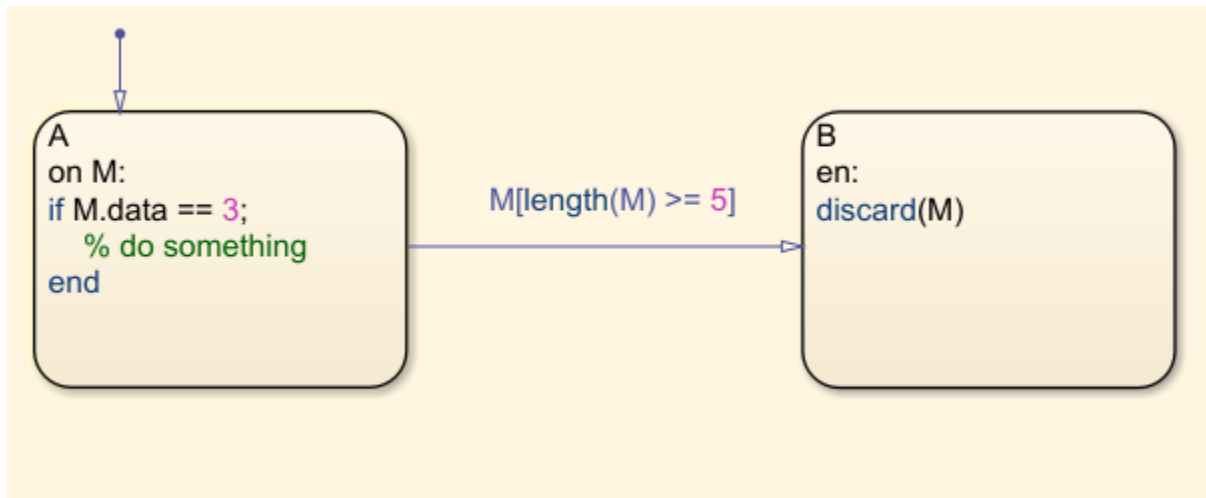 A
on M:
if M.data == 3;
% do something
end
M[length(M) >= 5]
B
en:
discard(M)